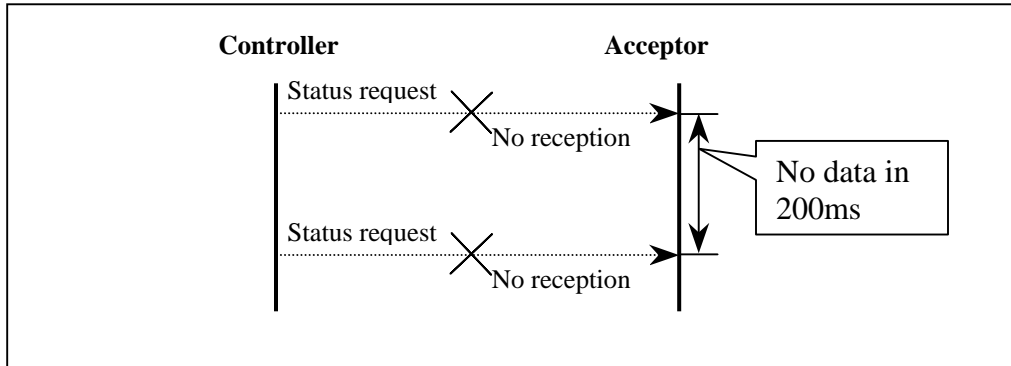 Controller
Acceptor
Status request
No reception
No data in
200ms
Status request
No reception